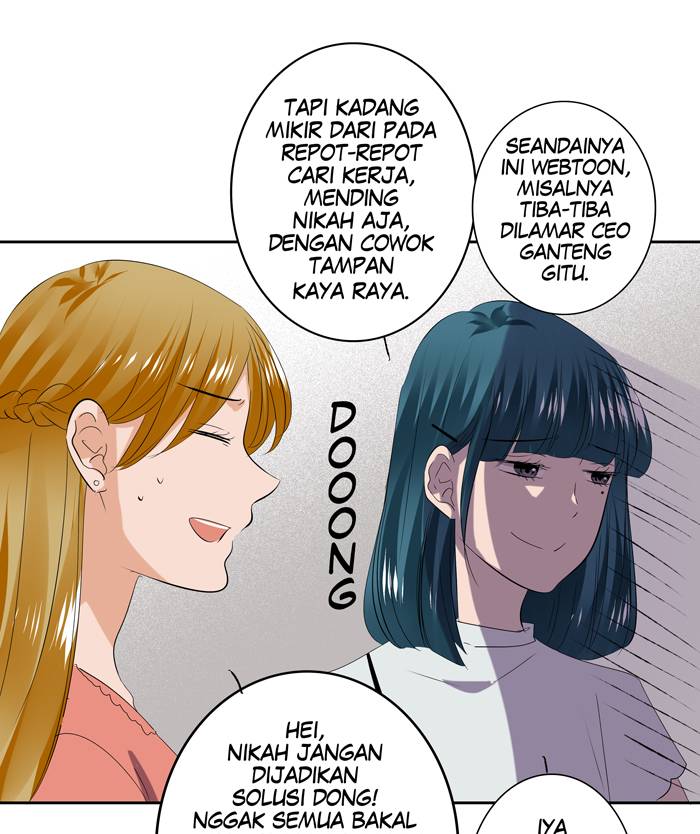 TAPI KADANG
MIKIR DARI PADA
REPOT-REPOT
CARI KERJA,
MENDING
NIKAH AJA,
DENGAN COWOK
TAMPAN
KAYA RAYA.
SEANDAINYA
INI WEBTOON,
MISALNYA
TIBA-TIBA
DILAMAR CEO
GANTENG
GITU.
DOOONG
HEI,
NIKAH JANGAN
DIJADIKAN
SOLUSI DONG!
NGGAK SEMUA BAKAL
IYA